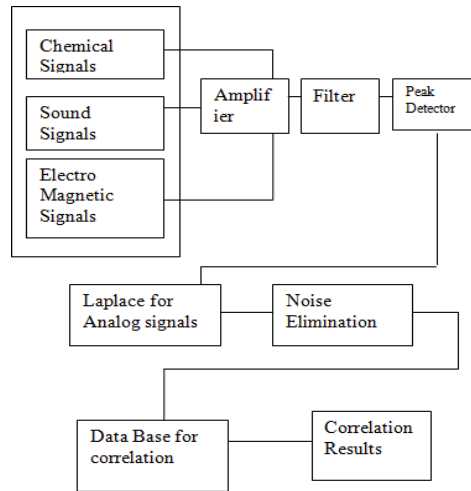 Chemical
Signals
Sound
Signals
Electro
Magnetic
Signals
Amplif
ier
Filter
Peak
Detector
Laplace for
Analog signals
Noise
Elimination
Data Base for
correlation
Correlation
Results